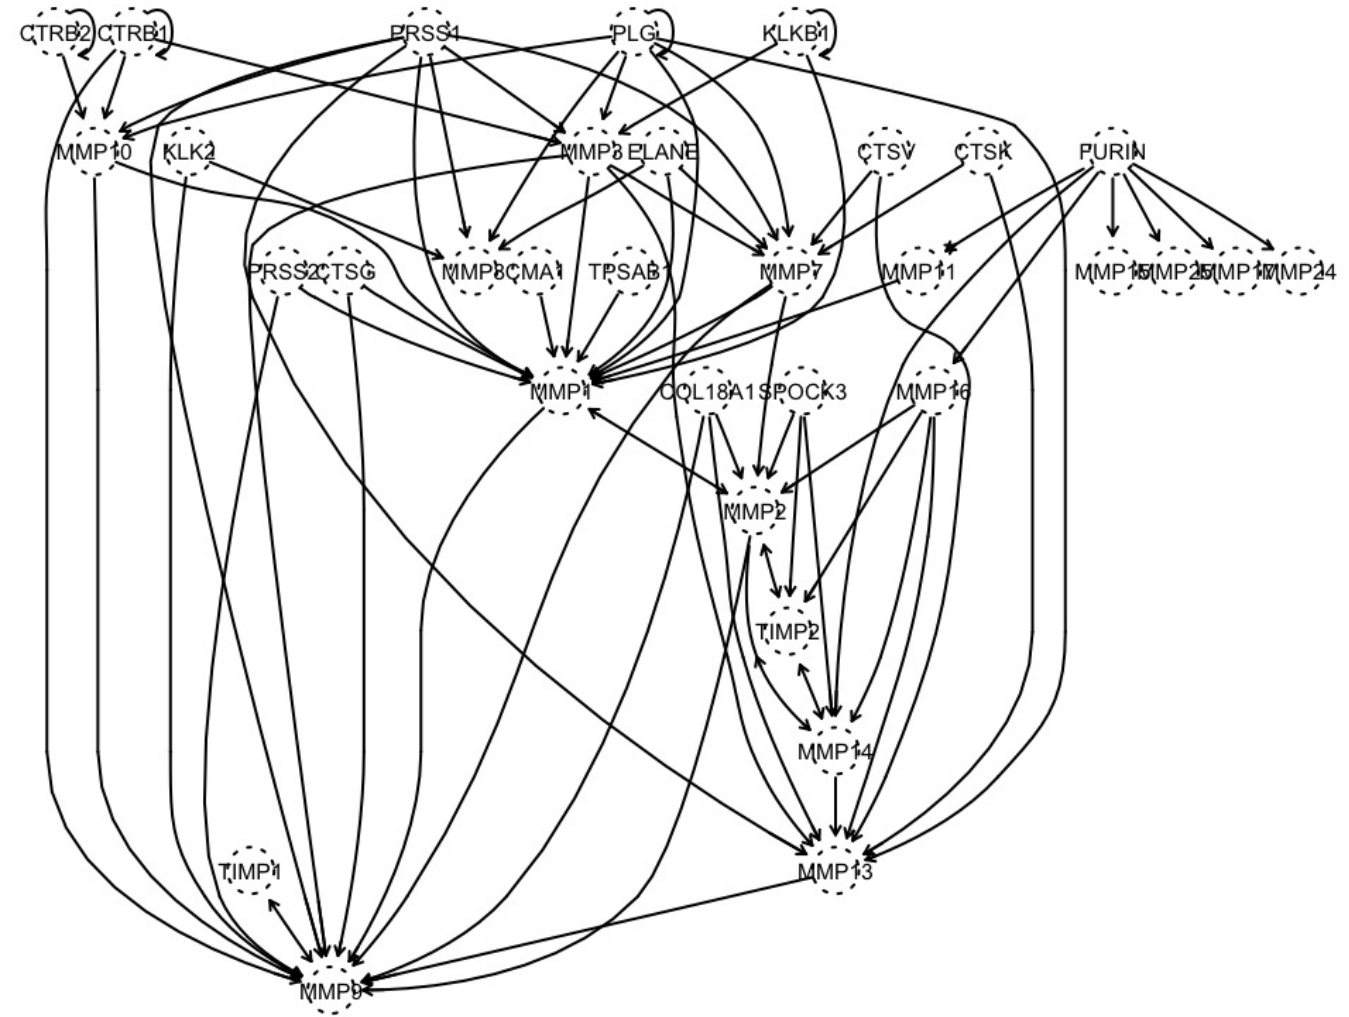 CTRB2 CTRB1 PRSS1 PLG KLKB1
MMP10 KLK2 MMP3 ELANE CTSV CTSK FURIN
PRSS2 CTSG MMP8 CMA1 TPSAB1 MMP7 MMP11 MMP15 MMP25 MMP17 MMP24
MMP1 COL18A1 SPOCK3 MMP16
MMP2
TIMP2
MMP14
TIMP1 MMP13
MMP9